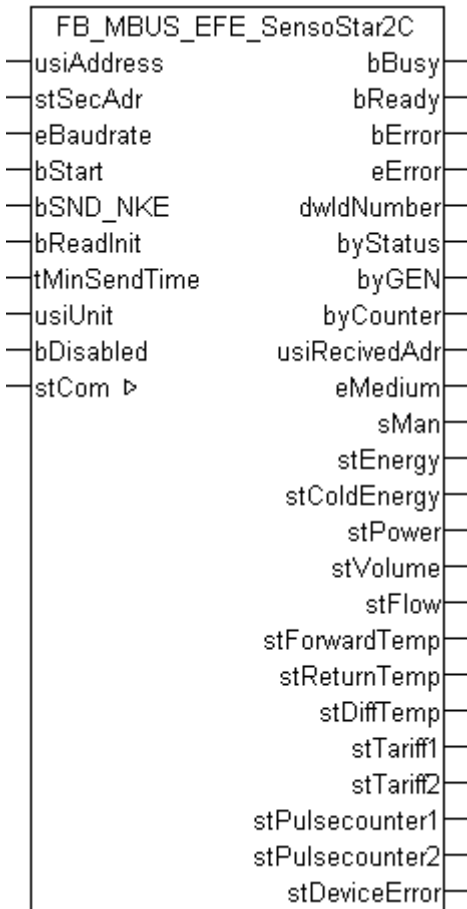 FB_MBUS_EFE_SensoStar2C
usiAddress bBusy
stSecAdr bReady
eBaudrate bError
bStart eError
bSND_NKE dwIdNumber
bReadInit byStatus
tMinSendTime byGEN
usiUnit byCounter
bDisabled usiRecivedAdr
stCom ▷ eMedium
sMan
stEnergy
stColdEnergy
stPower
stVolume
stFlow
stForwardTemp
stReturnTemp
stDiffTemp
stTariff1
stTariff2
stPulsecounter1
stPulsecounter2
stDeviceError